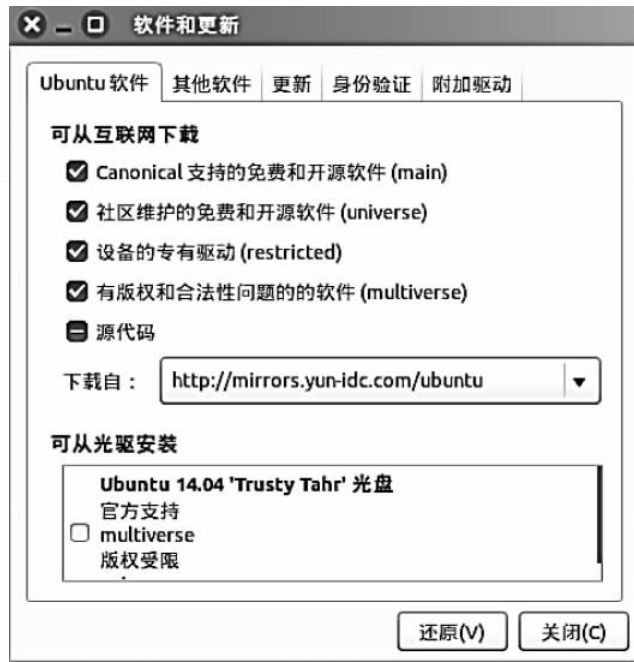 软件和更新
Ubuntu 软件 其他软件 更新 身份验证 附加驱动
可从互联网下载
Canonical 支持的免费和开源软件 (main)
社区维护的免费和开源软件 (universe)
设备的专有驱动 (restricted)
有版权和合法性问题的的软件 (multiverse)
源代码
下载自： http://mirrors.yun-idc.com/ubuntu
可从光驱安装
Ubuntu 14.04 'Trusty Tahr' 光盘
官方支持
multiverse
版权受限
还原(V) 关闭(C)